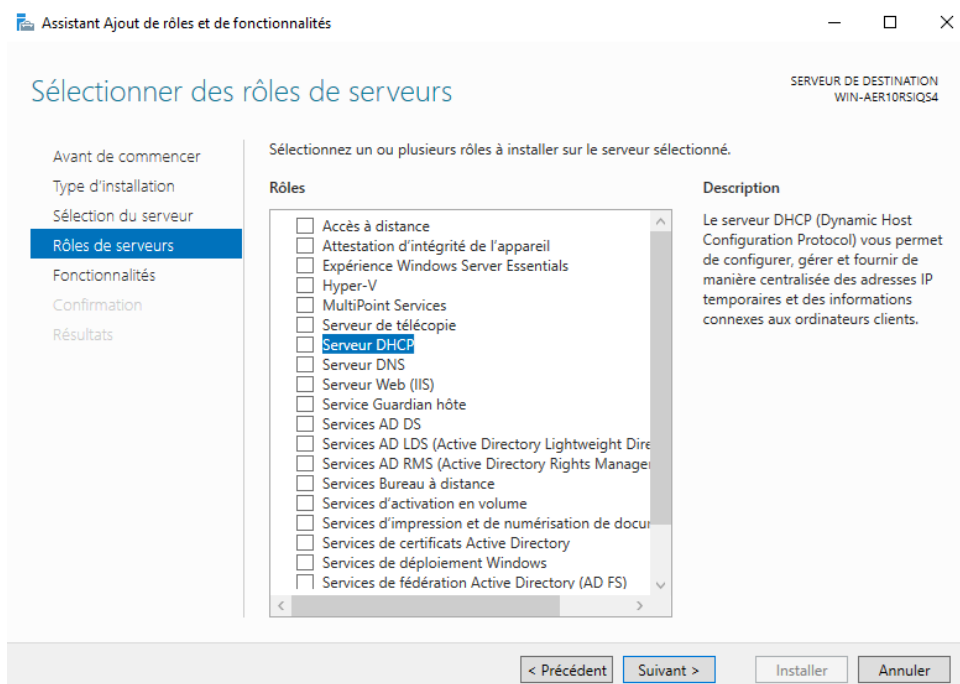 Assistant Ajout de rôles et de fonctionnalités
Sélectionner des rôles de serveurs
SERVEUR DE DESTINATION
WIN-AER10RSIQS4
Avant de commencer
Type d'installation
Sélection du serveur
Rôles de serveurs
Fonctionnalités
Confirmation
Résultats
Sélectionnez un ou plusieurs rôles à installer sur le serveur sélectionné.
Rôles
Accès à distance
Attestation d'intégrité de l'appareil
Expérience Windows Server Essentials
Hyper-V
MultiPoint Services
Serveur de télécopie
Serveur DHCP
Serveur DNS
Serveur Web (IIS)
Service Guardian hôte
Services AD DS
Services AD LDS (Active Directory Lightweight Dire
Services AD RMS (Active Directory Rights Manager
Services Bureau à distance
Services d'activation en volume
Services d'impression et de numérisation de docur
Services de certificats Active Directory
Services de déploiement Windows
Services de fédération Active Directory (AD FS)
Description
Le serveur DHCP (Dynamic Host
Configuration Protocol) vous permet
de configurer, gérer et fournir de
manière centralisée des adresses IP
temporaires et des informations
connexes aux ordinateurs clients.
< Précédent
Suivant >
Installer
Annuler